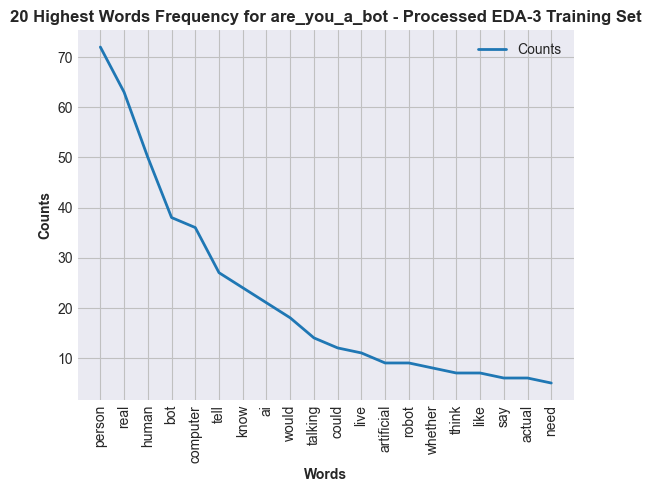 20 Highest Words Frequency for are_you_a_bot - Processed EDA-3 Training Set
Counts
70
60
50
40
30
20
10
Counts
person
real
human
bot
computer
tell
know
ai
would
talking
could
live
artificial
robot
whether
think
like
say
actual
need
Words